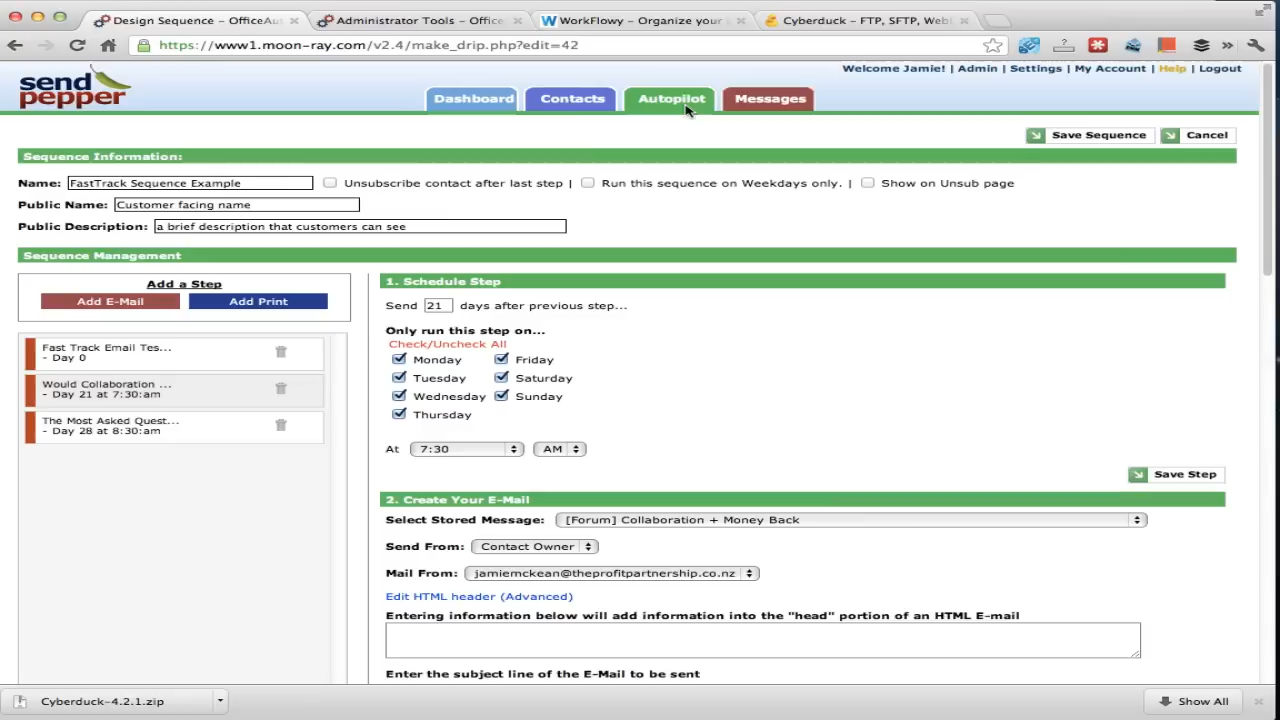 Design Sequence - OfficeAut
Administrator Tools - Office
WorkFlowy - Organize your
Cyberduck - FTP, SFTP, Web
https://www1.moon-ray.com/v2.4/make_drip.php?edit=42
Welcome Jamie! | Admin | Settings | My Account | Help | Logout
send
pepper
Dashboard
Contacts
Autopilot
Messages
Save Sequence
Cancel
Sequence Information:
Name: FastTrack Sequence Example
Unsubscribe contact after last step |
Run this sequence on Weekdays only. |
Show on Unsub page
Public Name: Customer facing name
Public Description: a brief description that customers can see
Sequence Management
Add a Step
Add E-Mail
Add Print
Fast Track Email Tes...
- Day 0
Would Collaboration ...
- Day 21 at 7:30:am
The Most Asked Quest...
- Day 28 at 8:30:am
1. Schedule Step
Send 21 days after previous step...
Only run this step on...
Check/Uncheck All
Monday
Friday
Tuesday
Saturday
Wednesday
Sunday
Thursday
At 7:30 AM
Save Step
2. Create Your E-Mail
Select Stored Message: [Forum] Collaboration + Money Back
Send From: Contact Owner
Mail From: jamiemckean@theprofitpartnership.co.nz
Edit HTML header (Advanced)
Entering information below will add information into the "head" portion of an HTML E-mail
Enter the subject line of the E-Mail to be sent
Cyberduck-4.2.1.zip
Show All